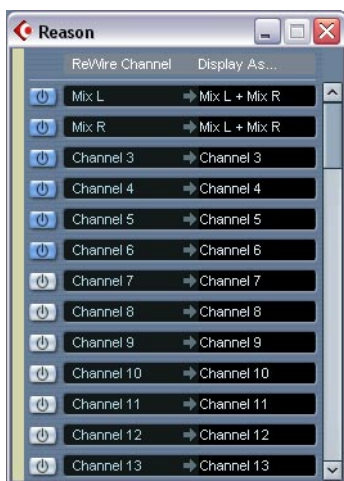 Reason
ReWire Channel Display As...
Mix L Mix L + Mix R
Mix R Mix L + Mix R
Channel 3 Channel 3
Channel 4 Channel 4
Channel 5 Channel 5
Channel 6 Channel 6
Channel 7 Channel 7
Channel 8 Channel 8
Channel 9 Channel 9
Channel 10 Channel 10
Channel 11 Channel 11
Channel 12 Channel 12
Channel 13 Channel 13